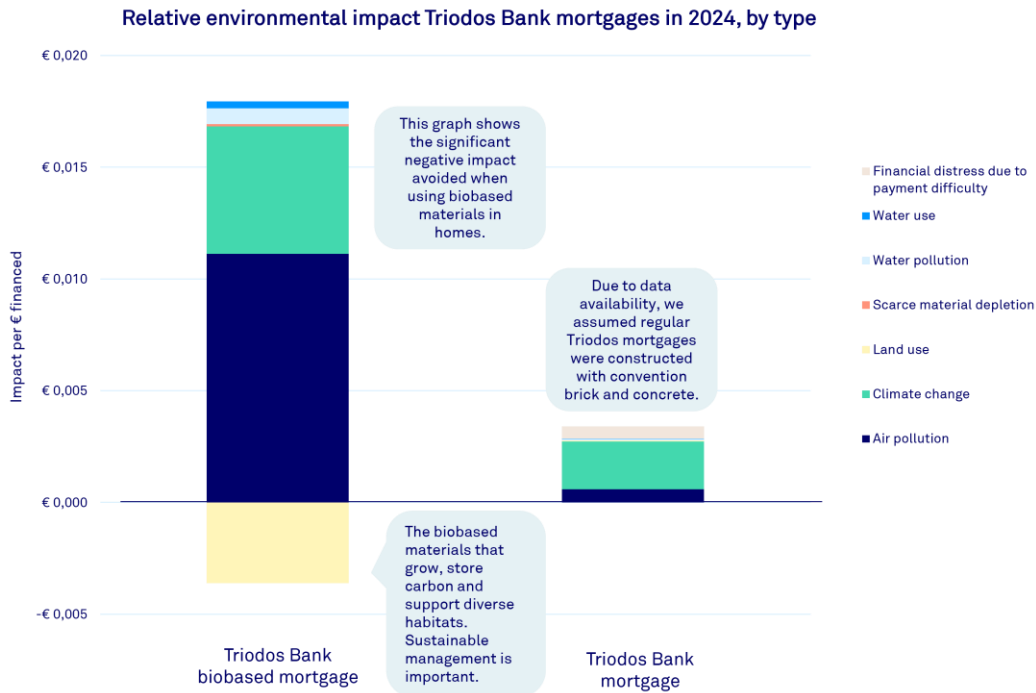 Relative environmental impact Triodos Bank mortgages in 2024, by type
Impact per € financed
€ 0,020
€ 0,015
€ 0,010
€ 0,005
€ 0,000
-€ 0,005
This graph shows
the significant
negative impact
avoided when
using biobased
materials in
homes.
Due to data
availability, we
assumed regular
Triodos mortgages
were constructed
with convention
brick and concrete.
The biobased
materials that
grow, store
carbon and
support diverse
habitats.
Sustainable
management is
important.
Triodos Bank
biobased mortgage
Triodos Bank
mortgage
Financial distress due to
payment difficulty
Water use
Water pollution
Scarce material depletion
Land use
Climate change
Air pollution